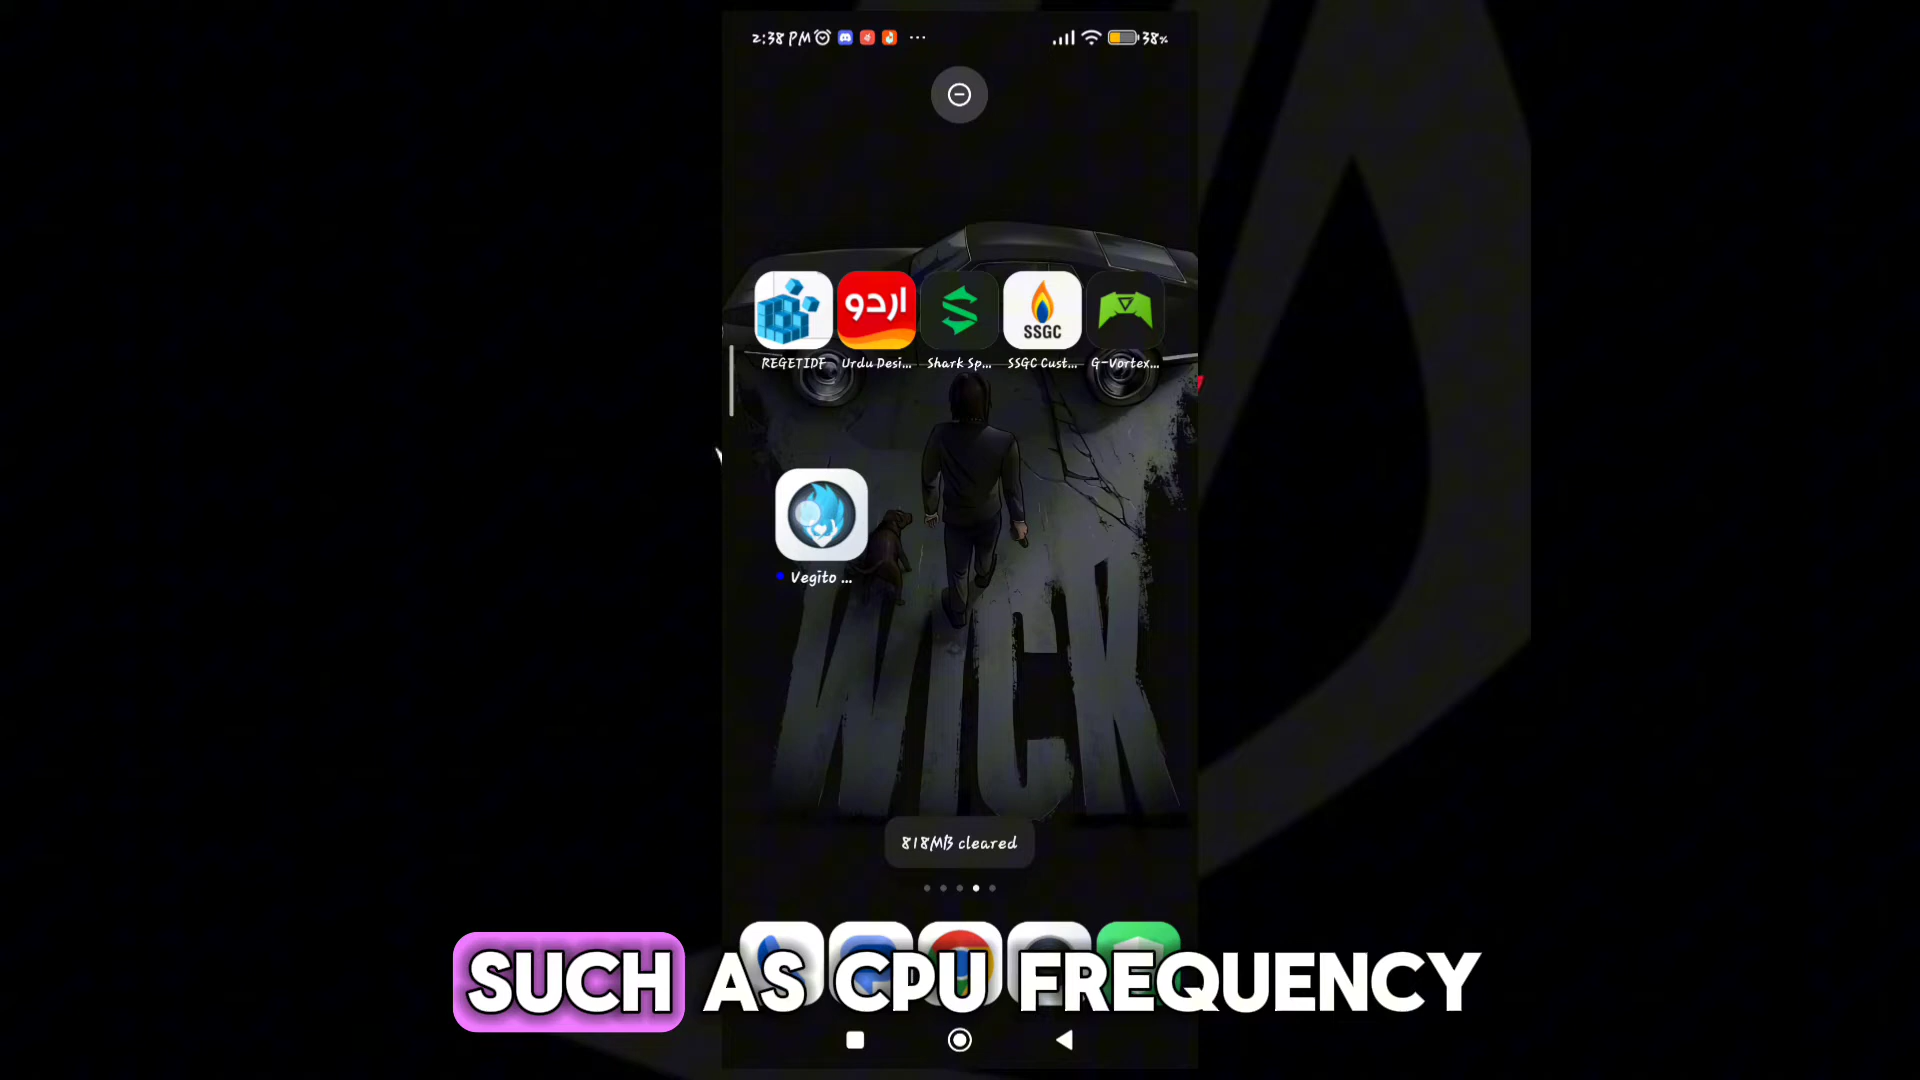 2:38 PM
38%
اردو
SSGC
REGETIDF
Urdu Desi...
Shark Sp...
SSGC Cust...
G-Vortex...
Vegito ...
WICK
818MB cleared
SUCH AS CPU FREQUENCY